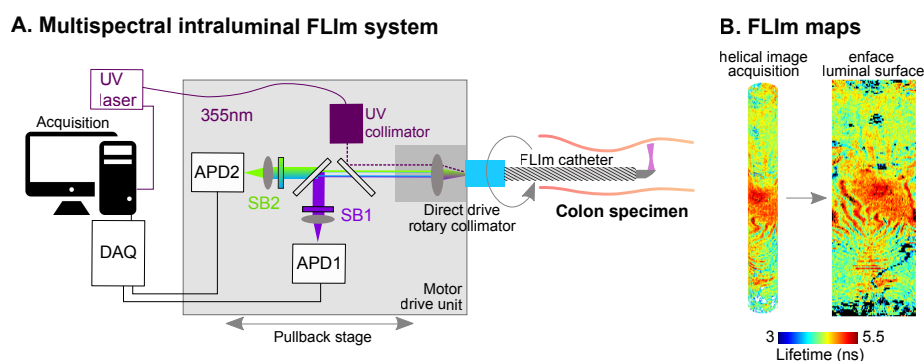 A. Multispectral intraluminal FLIm system
UV
laser
Acquisition
355nm
UV
collimator
APD2
SB2
SB1
APD1
DAQ
Direct drive
rotary collimator
FLIm catheter
Colon specimen
Motor
drive unit
Pullback stage
B. FLIm maps
helical image
acquisition
enface
luminal surface
3
5.5
Lifetime (ns)